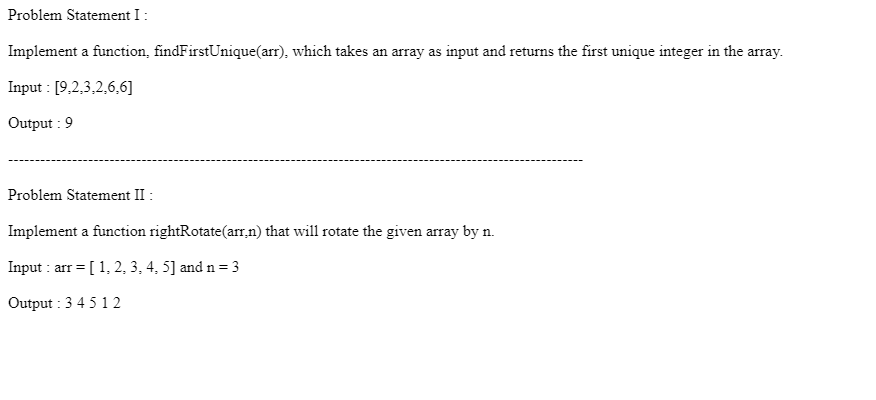 Problem Statement I :
Implement a function, findFirstUnique(arr), which takes an array as input and returns the first unique integer in the array.
Input : [9,2,3,2,6,6]
Output : 9
--------------------------------------------------------------------------------------------------------------------
Problem Statement II :
Implement a function rightRotate(arr,n) that will rotate the given array by n.
Input : arr = [ 1, 2, 3, 4, 5] and n = 3
Output : 3 4 5 1 2